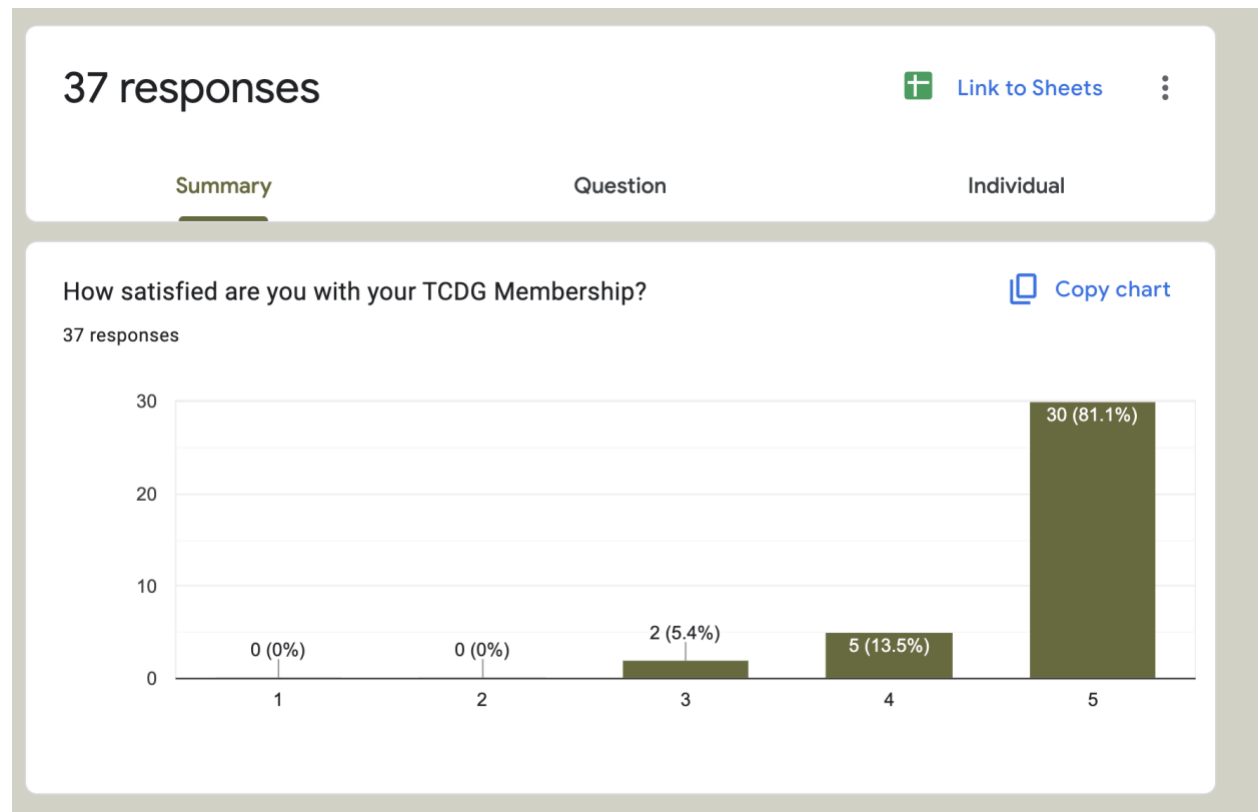 37 responses
Link to Sheets
Summary
Question
Individual
How satisfied are you with your TCDG Membership?
Copy chart
37 responses
30
20
10
0
0 (0%)
0 (0%)
2 (5.4%)
5 (13.5%)
30 (81.1%)
1
2
3
4
5